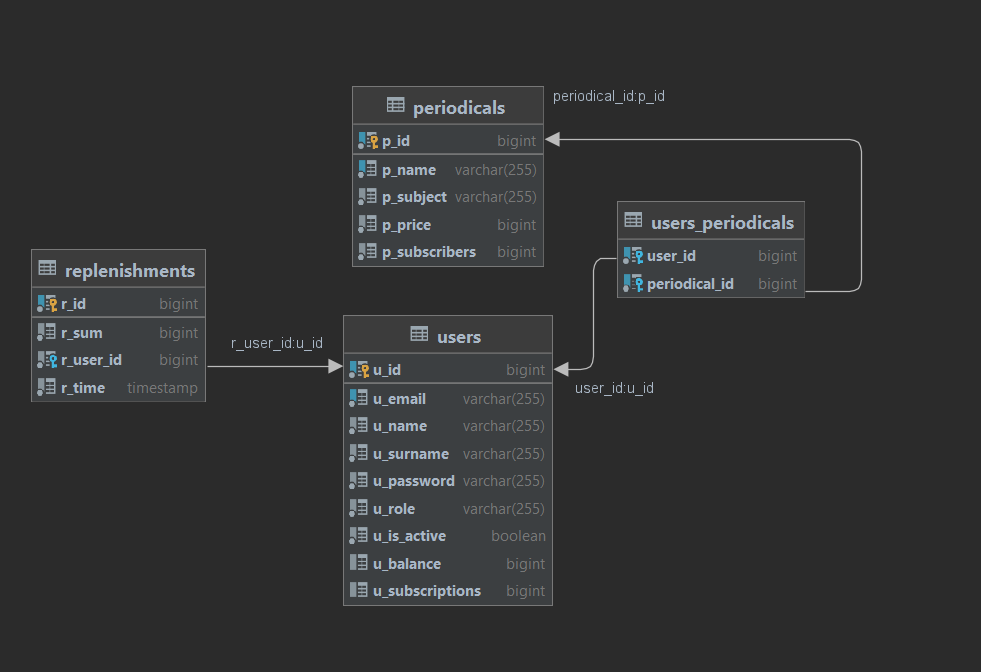 periodical_id:p_id
periodicals
p_id bigint
p_name varchar(255)
p_subject varchar(255)
p_price bigint
p_subscribers bigint
users_periodicals
user_id bigint
periodical_id bigint
replenishments
r_id bigint
r_sum bigint
r_user_id bigint
r_time timestamp
r_user_id:u_id
users
u_id bigint
u_email varchar(255)
u_name varchar(255)
u_surname varchar(255)
u_password varchar(255)
u_role varchar(255)
u_is_active boolean
u_balance bigint
u_subscriptions bigint
user_id:u_id